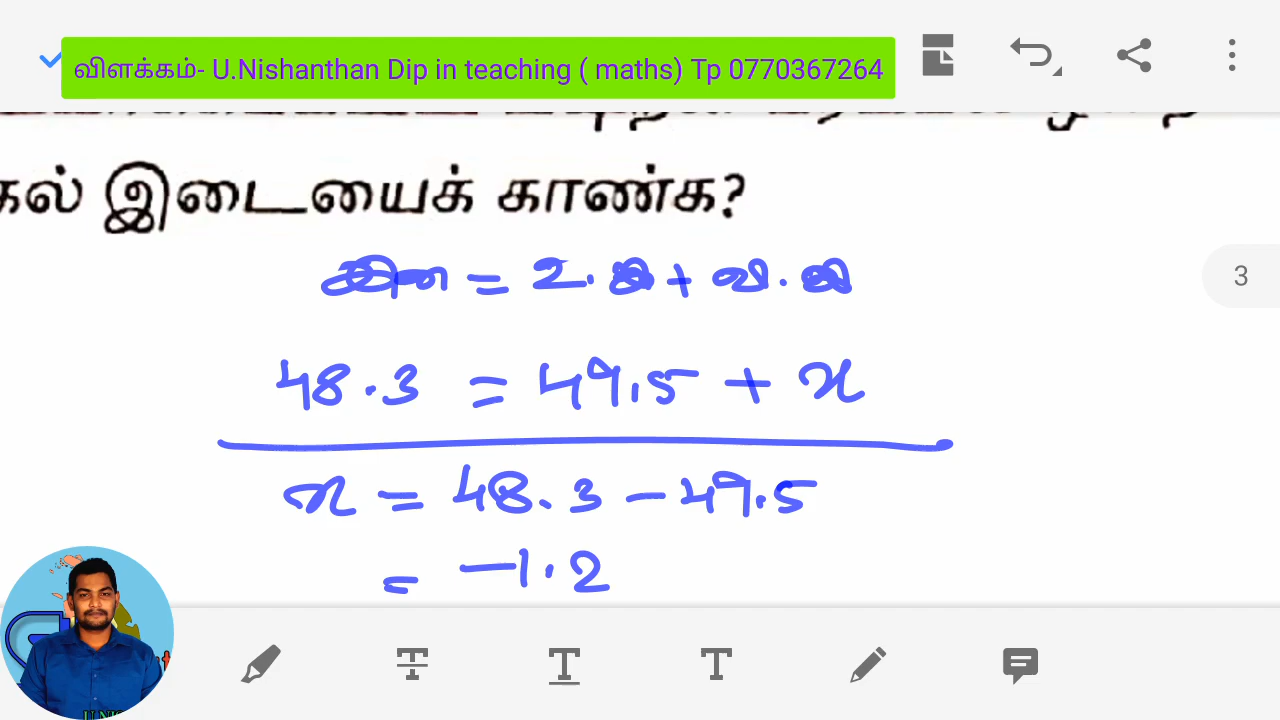 விளக்கம்- U.Nishanthan Dip in teaching ( maths) Tp 0770367264
இடையைக் காண்க?
3
= உ. இ + வி. இ
48.3 = 49.5 + x
x = 48.3 - 49.5
= -1.2